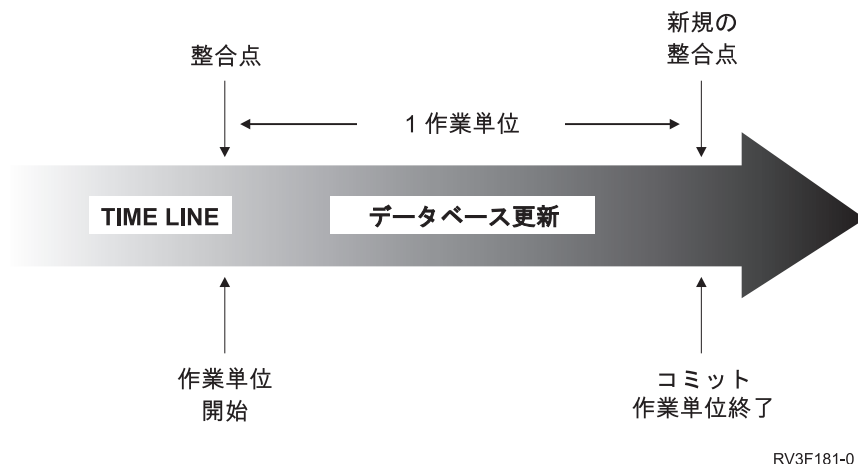 整合点
新規の
整合点
1 作業単位
TIME LINE
データベース更新
作業単位
開始
コミット
作業単位終了
RV3F181-0